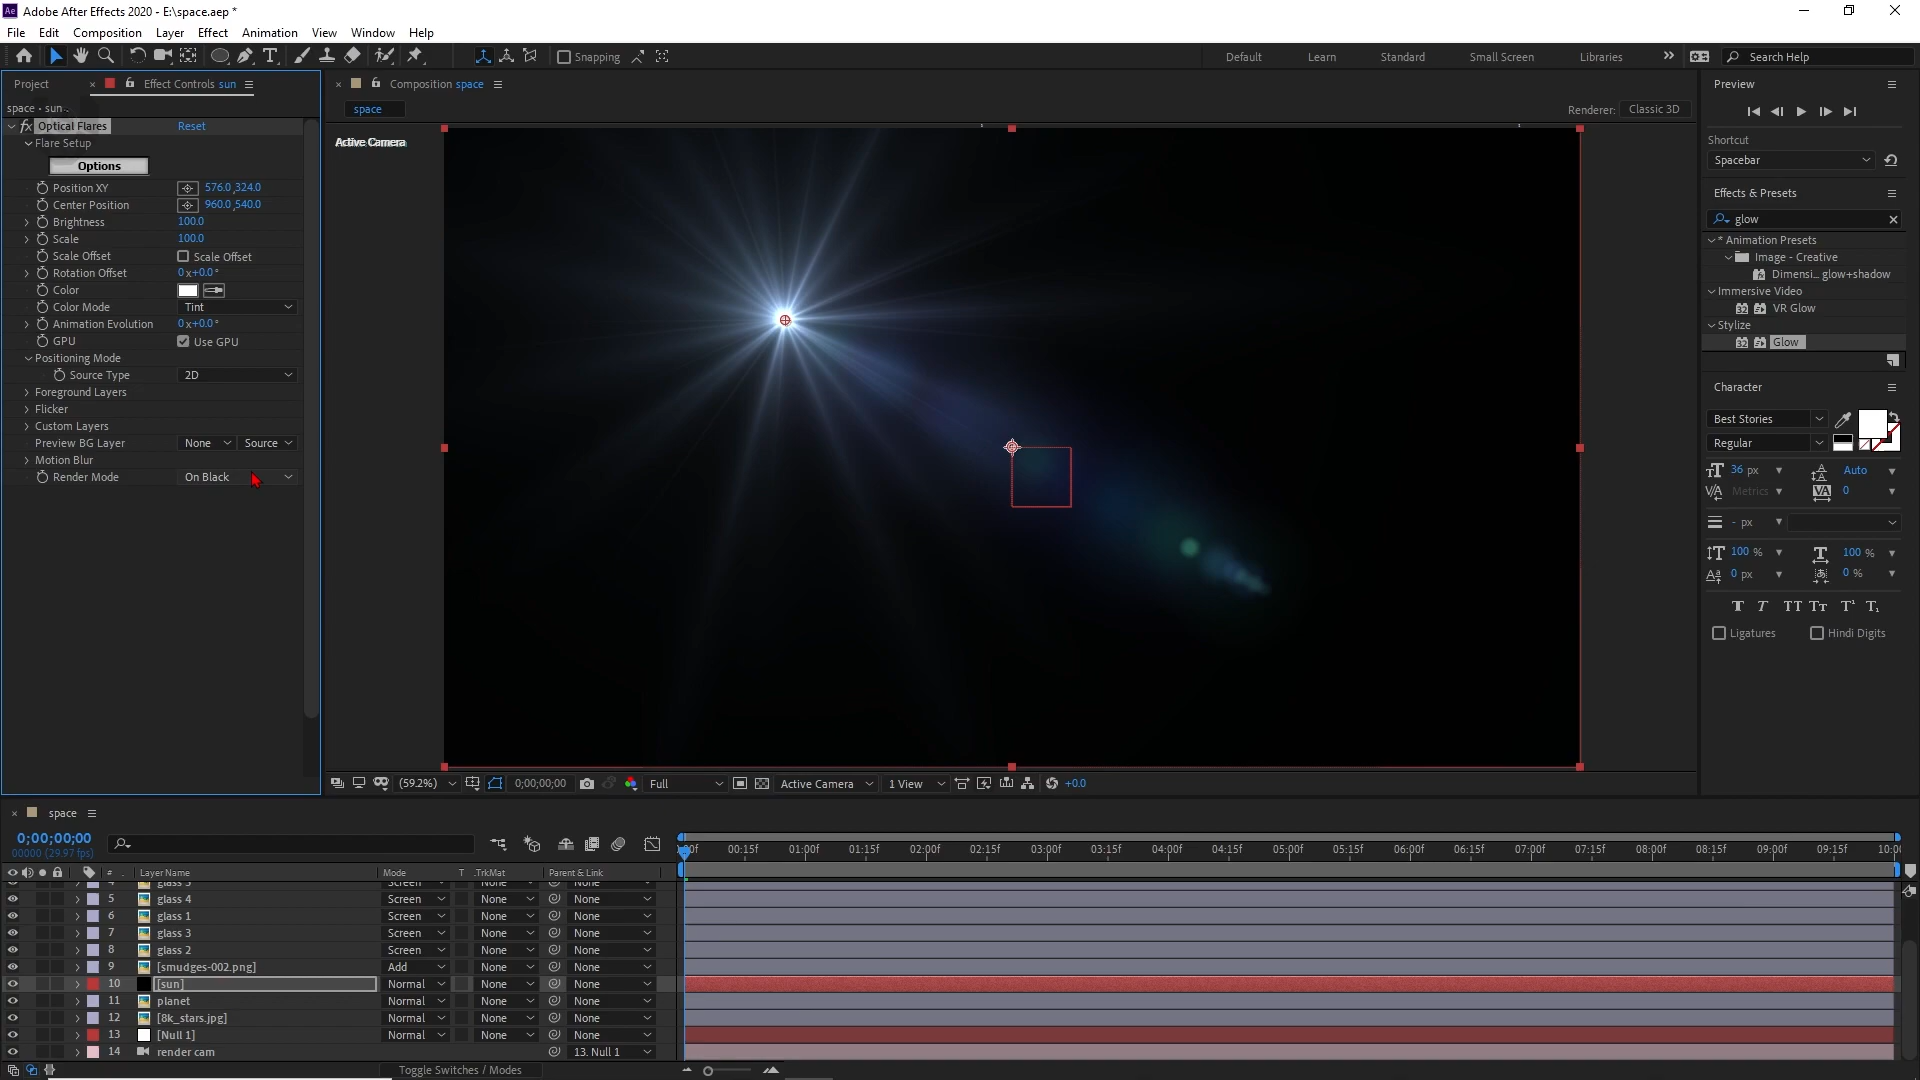 Adobe After Effects 2020 - E:\space.aep *
File Edit Composition Layer Effect Animation View Window Help
Snapping Default Learn Standard Small Screen Libraries Search Help
Project Effect Controls sun
space • sun
fx Optical Flares Reset
Flare Setup
Options
Position XY 576.0,324.0
Center Position 960.0,540.0
Brightness 100.0
Scale 100.0
Scale Offset Scale Offset
Rotation Offset 0x+0.0°
Color
Color Mode Tint
Animation Evolution 0x+0.0°
GPU Use GPU
Positioning Mode
Source Type 2D
Foreground Layers
Flicker
Custom Layers
Preview BG Layer None Source
Motion Blur
Render Mode On Black
Composition space
space
Renderer: Classic 3D
Active Camera
(59.2%) 0;00;00;00 Full Active Camera 1 View +0.0
Preview
Shortcut
Spacebar
Effects & Presets
glow
* Animation Presets
Image - Creative
Dimensi... glow+shadow
Immersive Video
VR Glow
Stylize
Glow
Character
Best Stories
Regular
36 px Auto
Metrics 0
- px
100 % 100 %
0 px 0 %
T T TT Tt T¹ T₁
Ligatures Hindi Digits
space
0;00;00;00
00000 (29.97 fps)
00:15f 01:00f 01:15f 02:00f 02:15f 03:00f 03:15f 04:00f 04:15f 05:00f 05:15f 06:00f 06:15f 07:00f 07:15f 08:00f 08:15f 09:00f 09:15f 10:00
# Layer Name Mode T .TrkMat Parent & Link
5 glass 4 Screen None None
6 glass 1 Screen None None
7 glass 3 Screen None None
8 glass 2 Screen None None
9 [smudges-002.png] Add None None
10 [sun] Normal None None
11 planet Normal None None
12 [8k_stars.jpg] Normal None None
13 [Null 1] Normal None None
14 render cam 13. Null 1
Toggle Switches / Modes